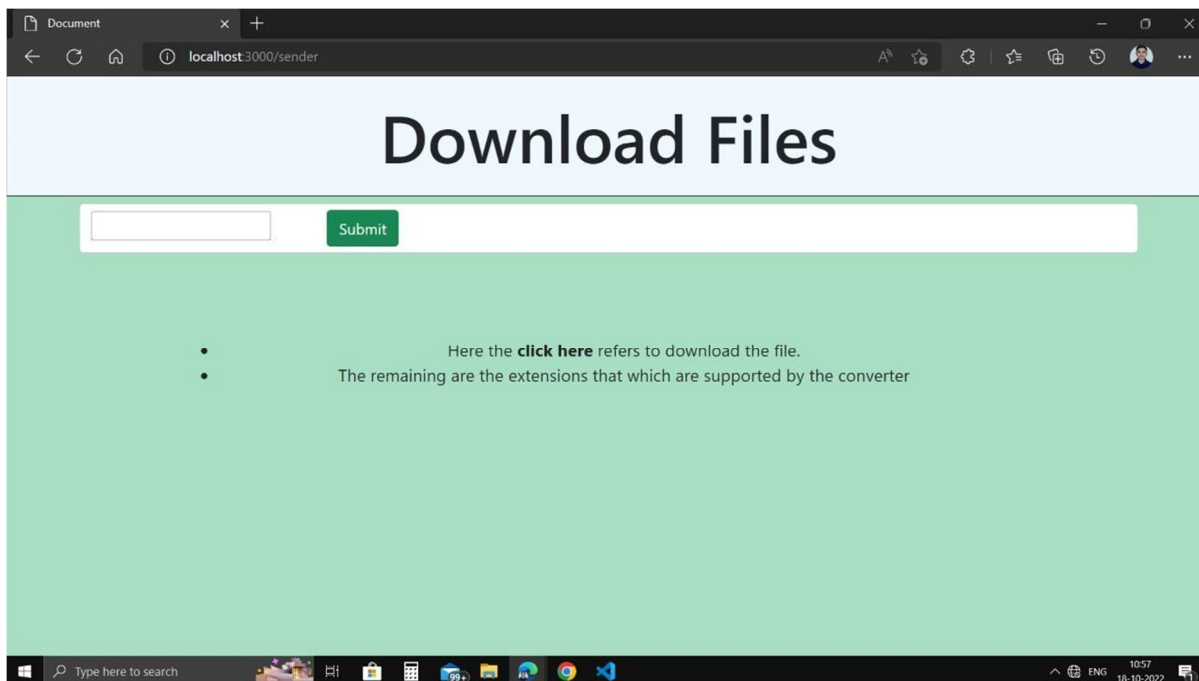 Document
localhost:3000/sender
Download Files
Submit
Here the click here refers to download the file.
The remaining are the extensions that which are supported by the converter
Type here to search
99+
ENG
10:57
18-10-2022